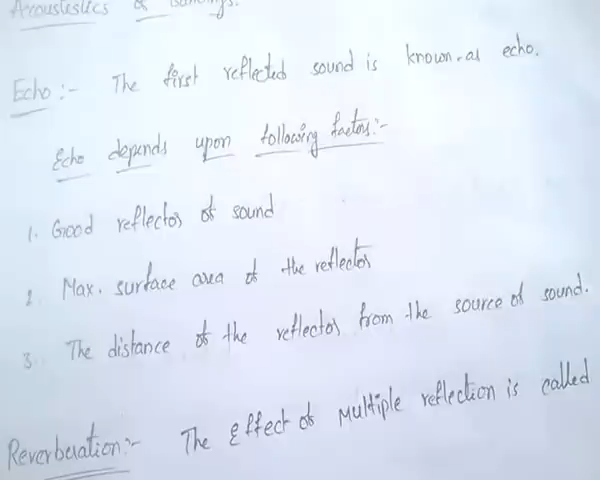 Acoustistics of Buildings.
Echo :- The first reflected sound is known as echo.
Echo depends upon following factors:-
1. Good reflector of sound
2. Max. surface area of the reflector
3. The distance of the reflector from the source of sound.
Reverberation:- The Effect of Multiple reflection is called